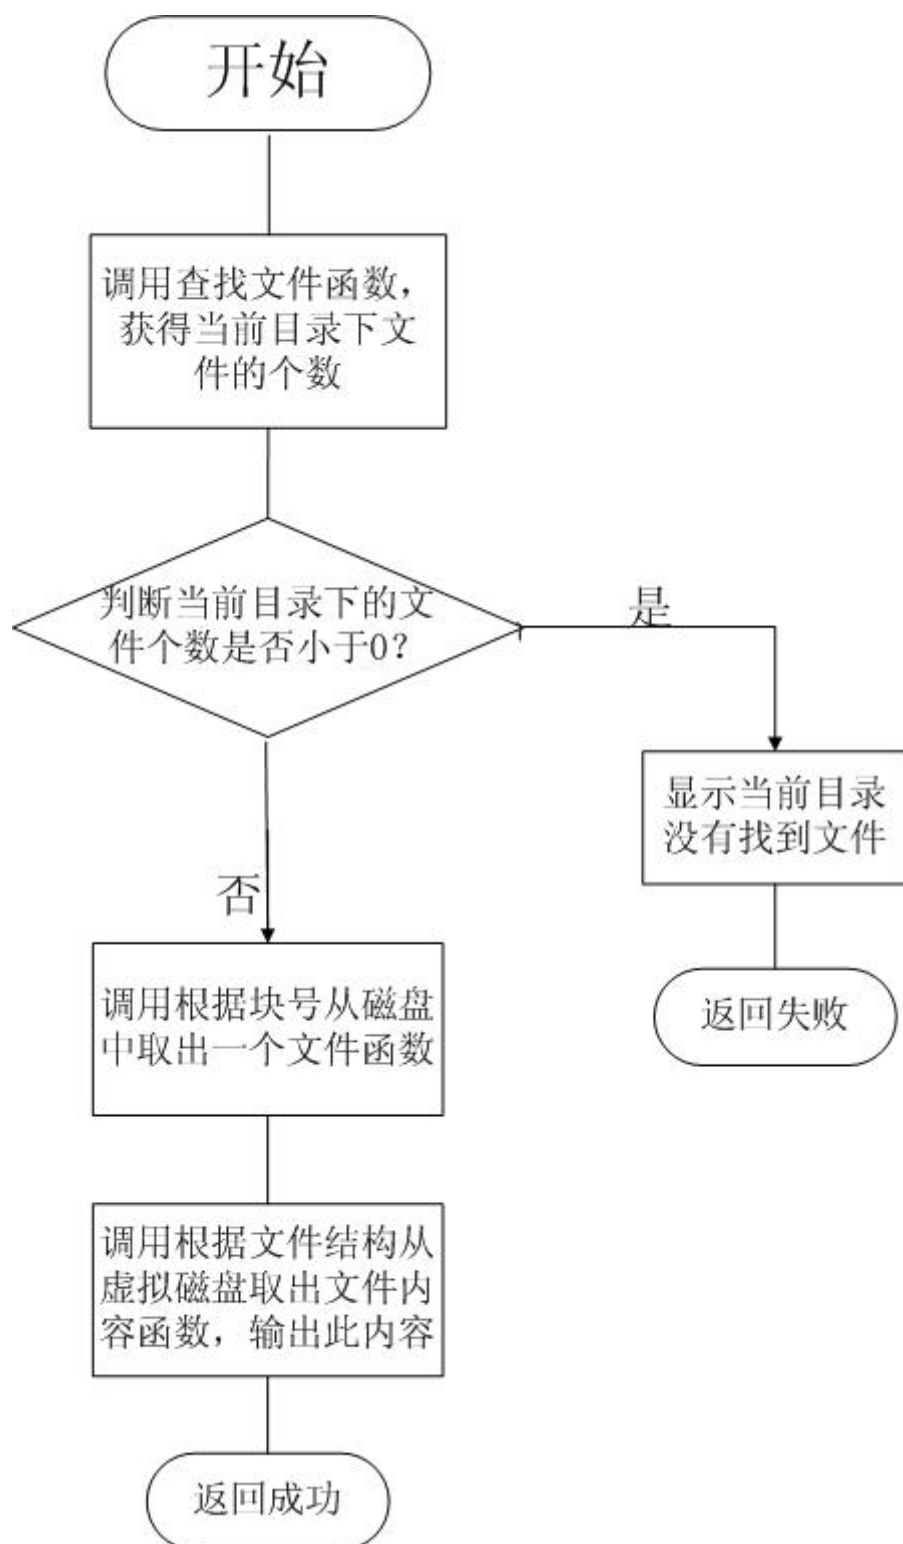 开始
调用查找文件函数，
获得当前目录下文
件的个数
判断当前目录下的文
件个数是否小于0？
是
显示当前目录
没有找到文件
否
返回失败
调用根据块号从磁盘
中取出一个文件函数
调用根据文件结构从
虚拟磁盘取出文件内
容函数，输出此内容
返回成功